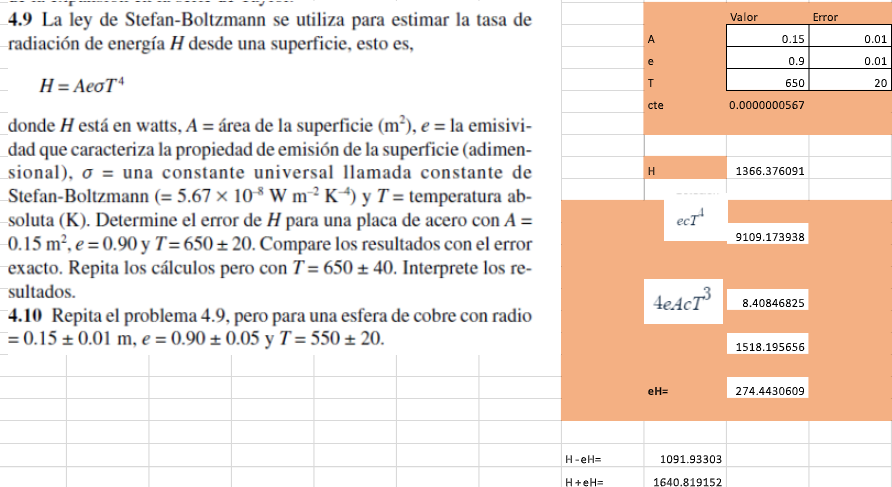 4.9 La ley de Stefan-Boltzmann se utiliza para estimar la tasa de
radiación de energía H desde una superficie, esto es,
H = AeσT⁴
donde H está en watts, A = área de la superficie (m²), e = la emisivi-
dad que caracteriza la propiedad de emisión de la superficie (adimen-
sional), σ = una constante universal llamada constante de
Stefan-Boltzmann (= 5.67 × 10⁻⁸ W m⁻² K⁻⁴) y T = temperatura ab-
soluta (K). Determine el error de H para una placa de acero con A =
0.15 m², e = 0.90 y T = 650 ± 20. Compare los resultados con el error
exacto. Repita los cálculos pero con T = 650 ± 40. Interprete los re-
sultados.
4.10 Repita el problema 4.9, pero para una esfera de cobre con radio
= 0.15 ± 0.01 m, e = 0.90 ± 0.05 y T = 550 ± 20.
Valor Error
A 0.15 0.01
e 0.9 0.01
T 650 20
cte 0.0000000567
H 1366.376091
ecT⁴
9109.173938
4eAcT³ 8.40846825
1518.195656
eH= 274.4430609
H-eH= 1091.93303
H+eH= 1640.819152